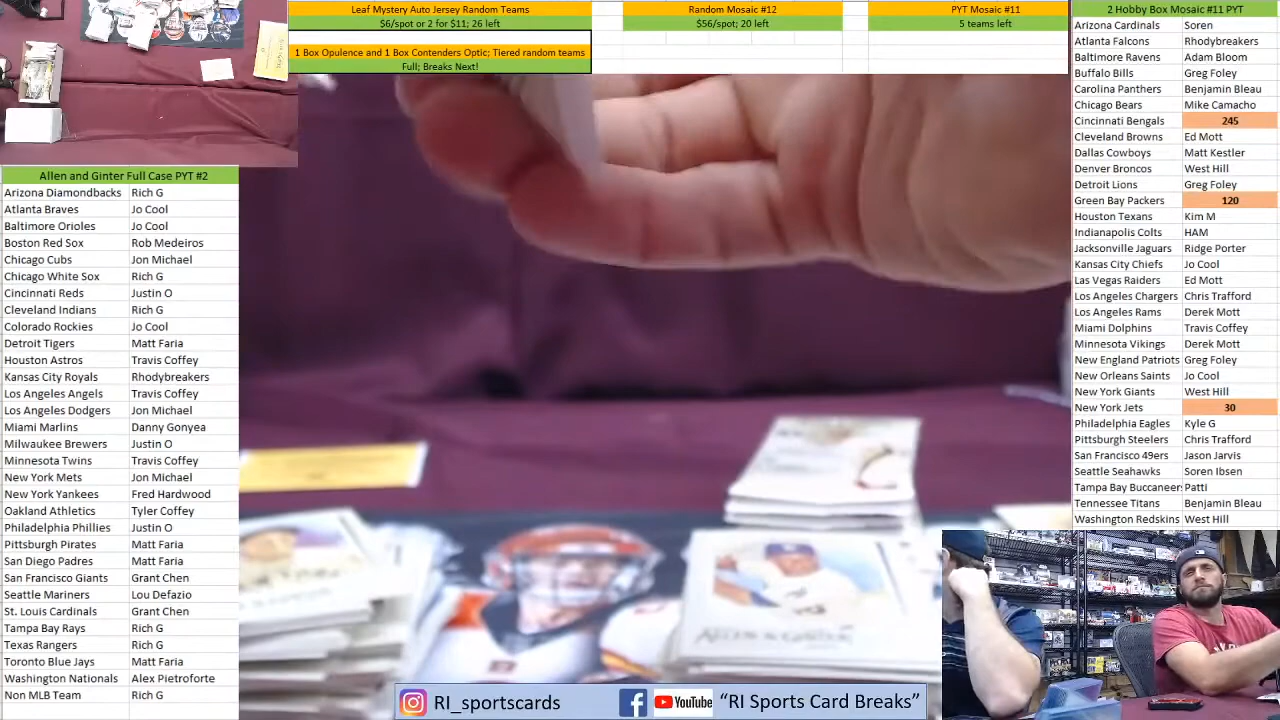 Leaf Mystery Auto Jersey Random Teams
$6/spot or 2 for $11; 26 left
1 Box Opulence and 1 Box Contenders Optic; Tiered random teams
Full; Breaks Next!
Random Mosaic #12
$56/spot; 20 left
PYT Mosaic #11
5 teams left
Allen and Ginter Full Case PYT #2
Arizona Diamondbacks Rich G
Atlanta Braves Jo Cool
Baltimore Orioles Jo Cool
Boston Red Sox Rob Medeiros
Chicago Cubs Jon Michael
Chicago White Sox Rich G
Cincinnati Reds Justin O
Cleveland Indians Rich G
Colorado Rockies Jo Cool
Detroit Tigers Matt Faria
Houston Astros Travis Coffey
Kansas City Royals Rhodybreakers
Los Angeles Angels Travis Coffey
Los Angeles Dodgers Jon Michael
Miami Marlins Danny Gonyea
Milwaukee Brewers Justin O
Minnesota Twins Travis Coffey
New York Mets Jon Michael
New York Yankees Fred Hardwood
Oakland Athletics Tyler Coffey
Philadelphia Phillies Justin O
Pittsburgh Pirates Matt Faria
San Diego Padres Matt Faria
San Francisco Giants Grant Chen
Seattle Mariners Lou Defazio
St. Louis Cardinals Grant Chen
Tampa Bay Rays Rich G
Texas Rangers Rich G
Toronto Blue Jays Matt Faria
Washington Nationals Alex Pietroforte
Non MLB Team Rich G
2 Hobby Box Mosaic #11 PYT
Arizona Cardinals Soren
Atlanta Falcons Rhodybreakers
Baltimore Ravens Adam Bloom
Buffalo Bills Greg Foley
Carolina Panthers Benjamin Bleau
Chicago Bears Mike Camacho
Cincinnati Bengals 245
Cleveland Browns Ed Mott
Dallas Cowboys Matt Kestler
Denver Broncos West Hill
Detroit Lions Greg Foley
Green Bay Packers 120
Houston Texans Kim M
Indianapolis Colts HAM
Jacksonville Jaguars Ridge Porter
Kansas City Chiefs Jo Cool
Las Vegas Raiders Ed Mott
Los Angeles Chargers Chris Trafford
Los Angeles Rams Derek Mott
Miami Dolphins Travis Coffey
Minnesota Vikings Derek Mott
New England Patriots Greg Foley
New Orleans Saints Jo Cool
New York Giants West Hill
New York Jets 30
Philadelphia Eagles Kyle G
Pittsburgh Steelers Chris Trafford
San Francisco 49ers Jason Jarvis
Seattle Seahawks Soren Ibsen
Tampa Bay Buccaneer Patti
Tennessee Titans Benjamin Bleau
Washington Redskins West Hill
ALLEN & GINTER
RI_sportscards
YouTube
"RI Sports Card Breaks"